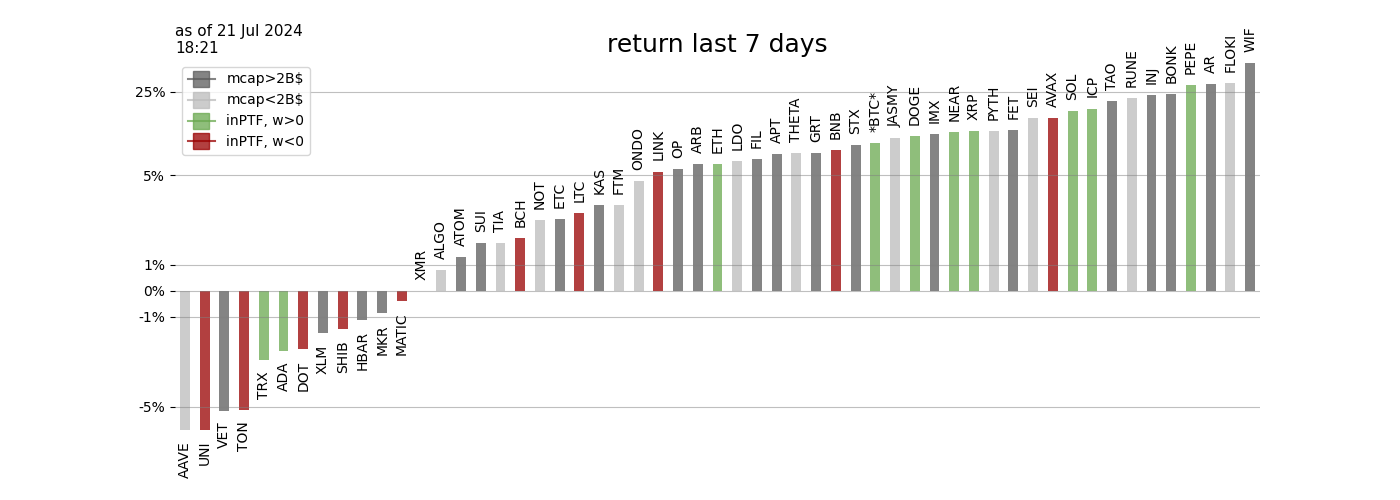 as of 21 Jul 2024
18:21
return last 7 days
mcap>2B$
mcap<2B$
inPTF, w>0
inPTF, w<0
25%
5%
1%
0%
-1%
-5%
AAVE
UNI
VET
TON
TRX
ADA
DOT
XLM
SHIB
HBAR
MKR
MATIC
XMR
ALGO
ATOM
SUI
TIA
BCH
NOT
ETC
LTC
KAS
FTM
ONDO
LINK
OP
ARB
ETH
LDO
FIL
APT
THETA
GRT
BNB
STX
*BTC*
JASMY
DOGE
IMX
NEAR
XRP
PYTH
FET
SEI
AVAX
SOL
ICP
TAO
RUNE
INJ
BONK
PEPE
AR
FLOKI
WIF